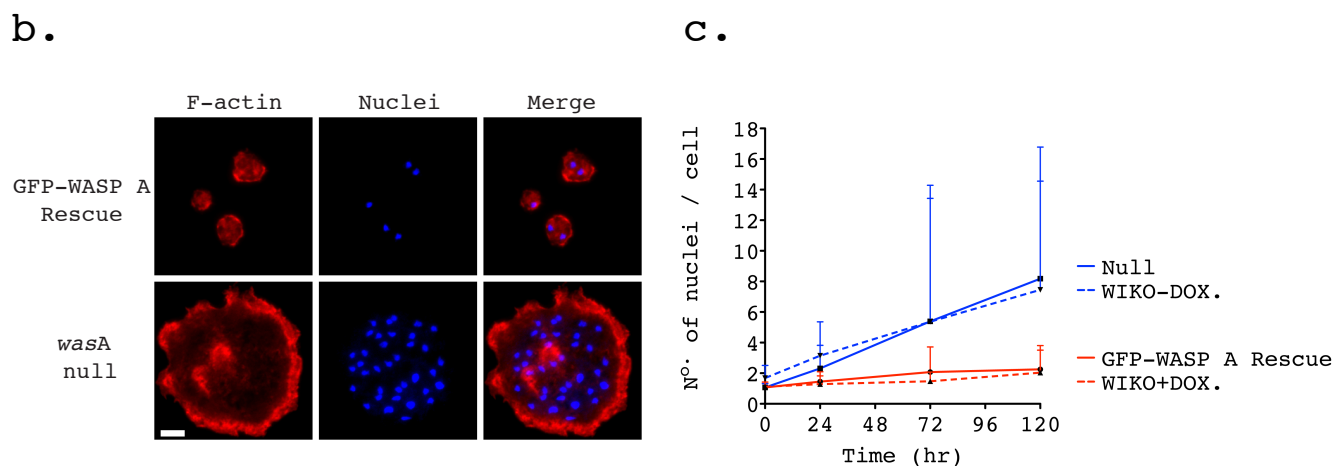 b.
F-actin
Nuclei
Merge
GFP-WASP A
Rescue
wasA
null
c.
Nº. of nuclei / cell
18
16
14
12
10
8
6
4
2
0
0
24
48
72
96
120
Time (hr)
Null
WIKO-DOX.
GFP-WASP A Rescue
WIKO+DOX.